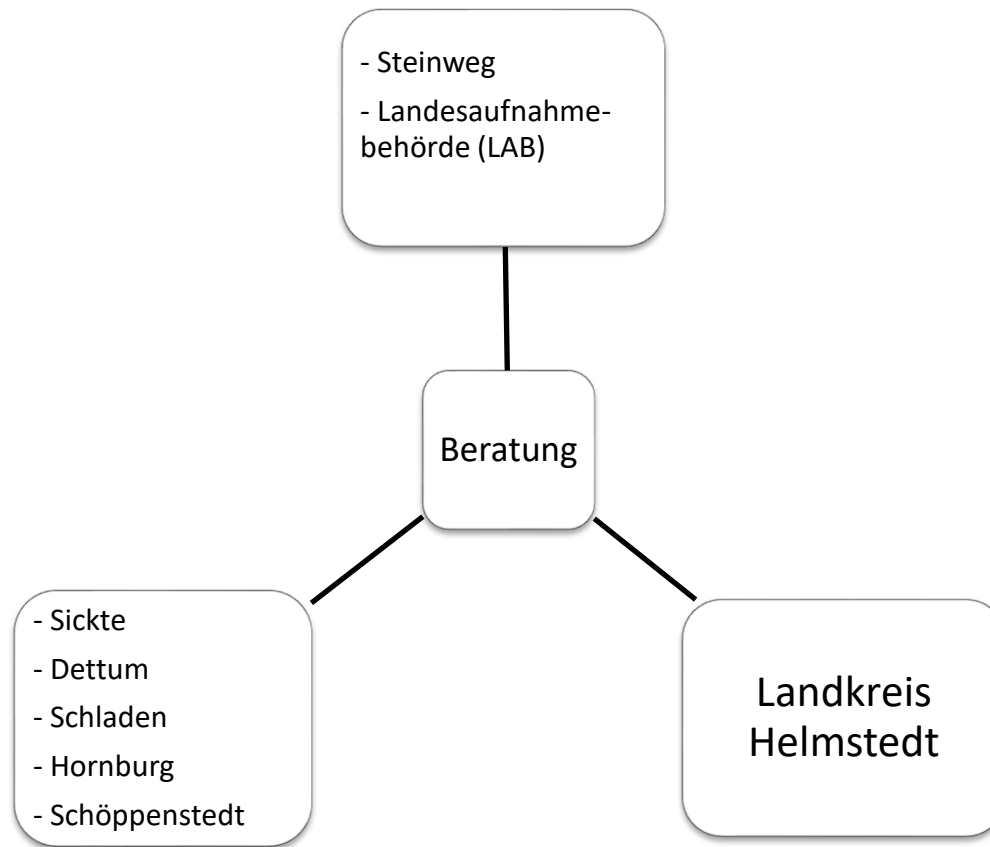 - Steinweg
- Landesaufnahme-
behörde (LAB)
Beratung
- Sickte
- Dettum
- Schladen
- Hornburg
- Schöppenstedt
Landkreis
Helmstedt